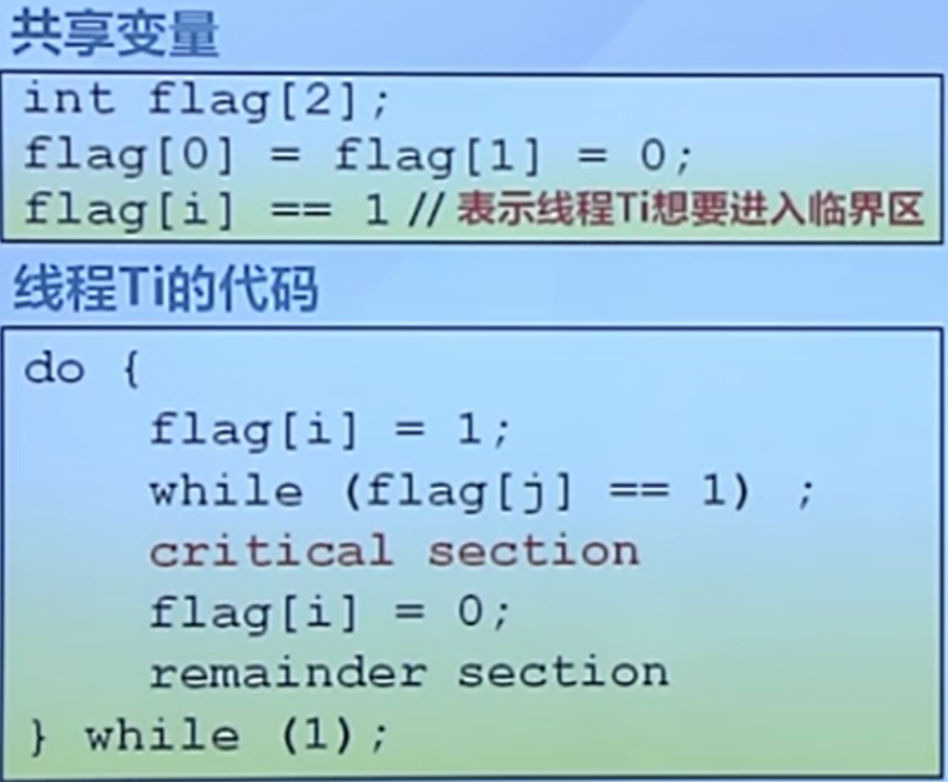 共享变量
int flag[2];
flag[0] = flag[1] = 0;
flag[i] == 1 // 表示线程Ti想要进入临界区
线程Ti的代码
do {
flag[i] = 1;
while (flag[j] == 1) ;
critical section
flag[i] = 0;
remainder section
} while (1);